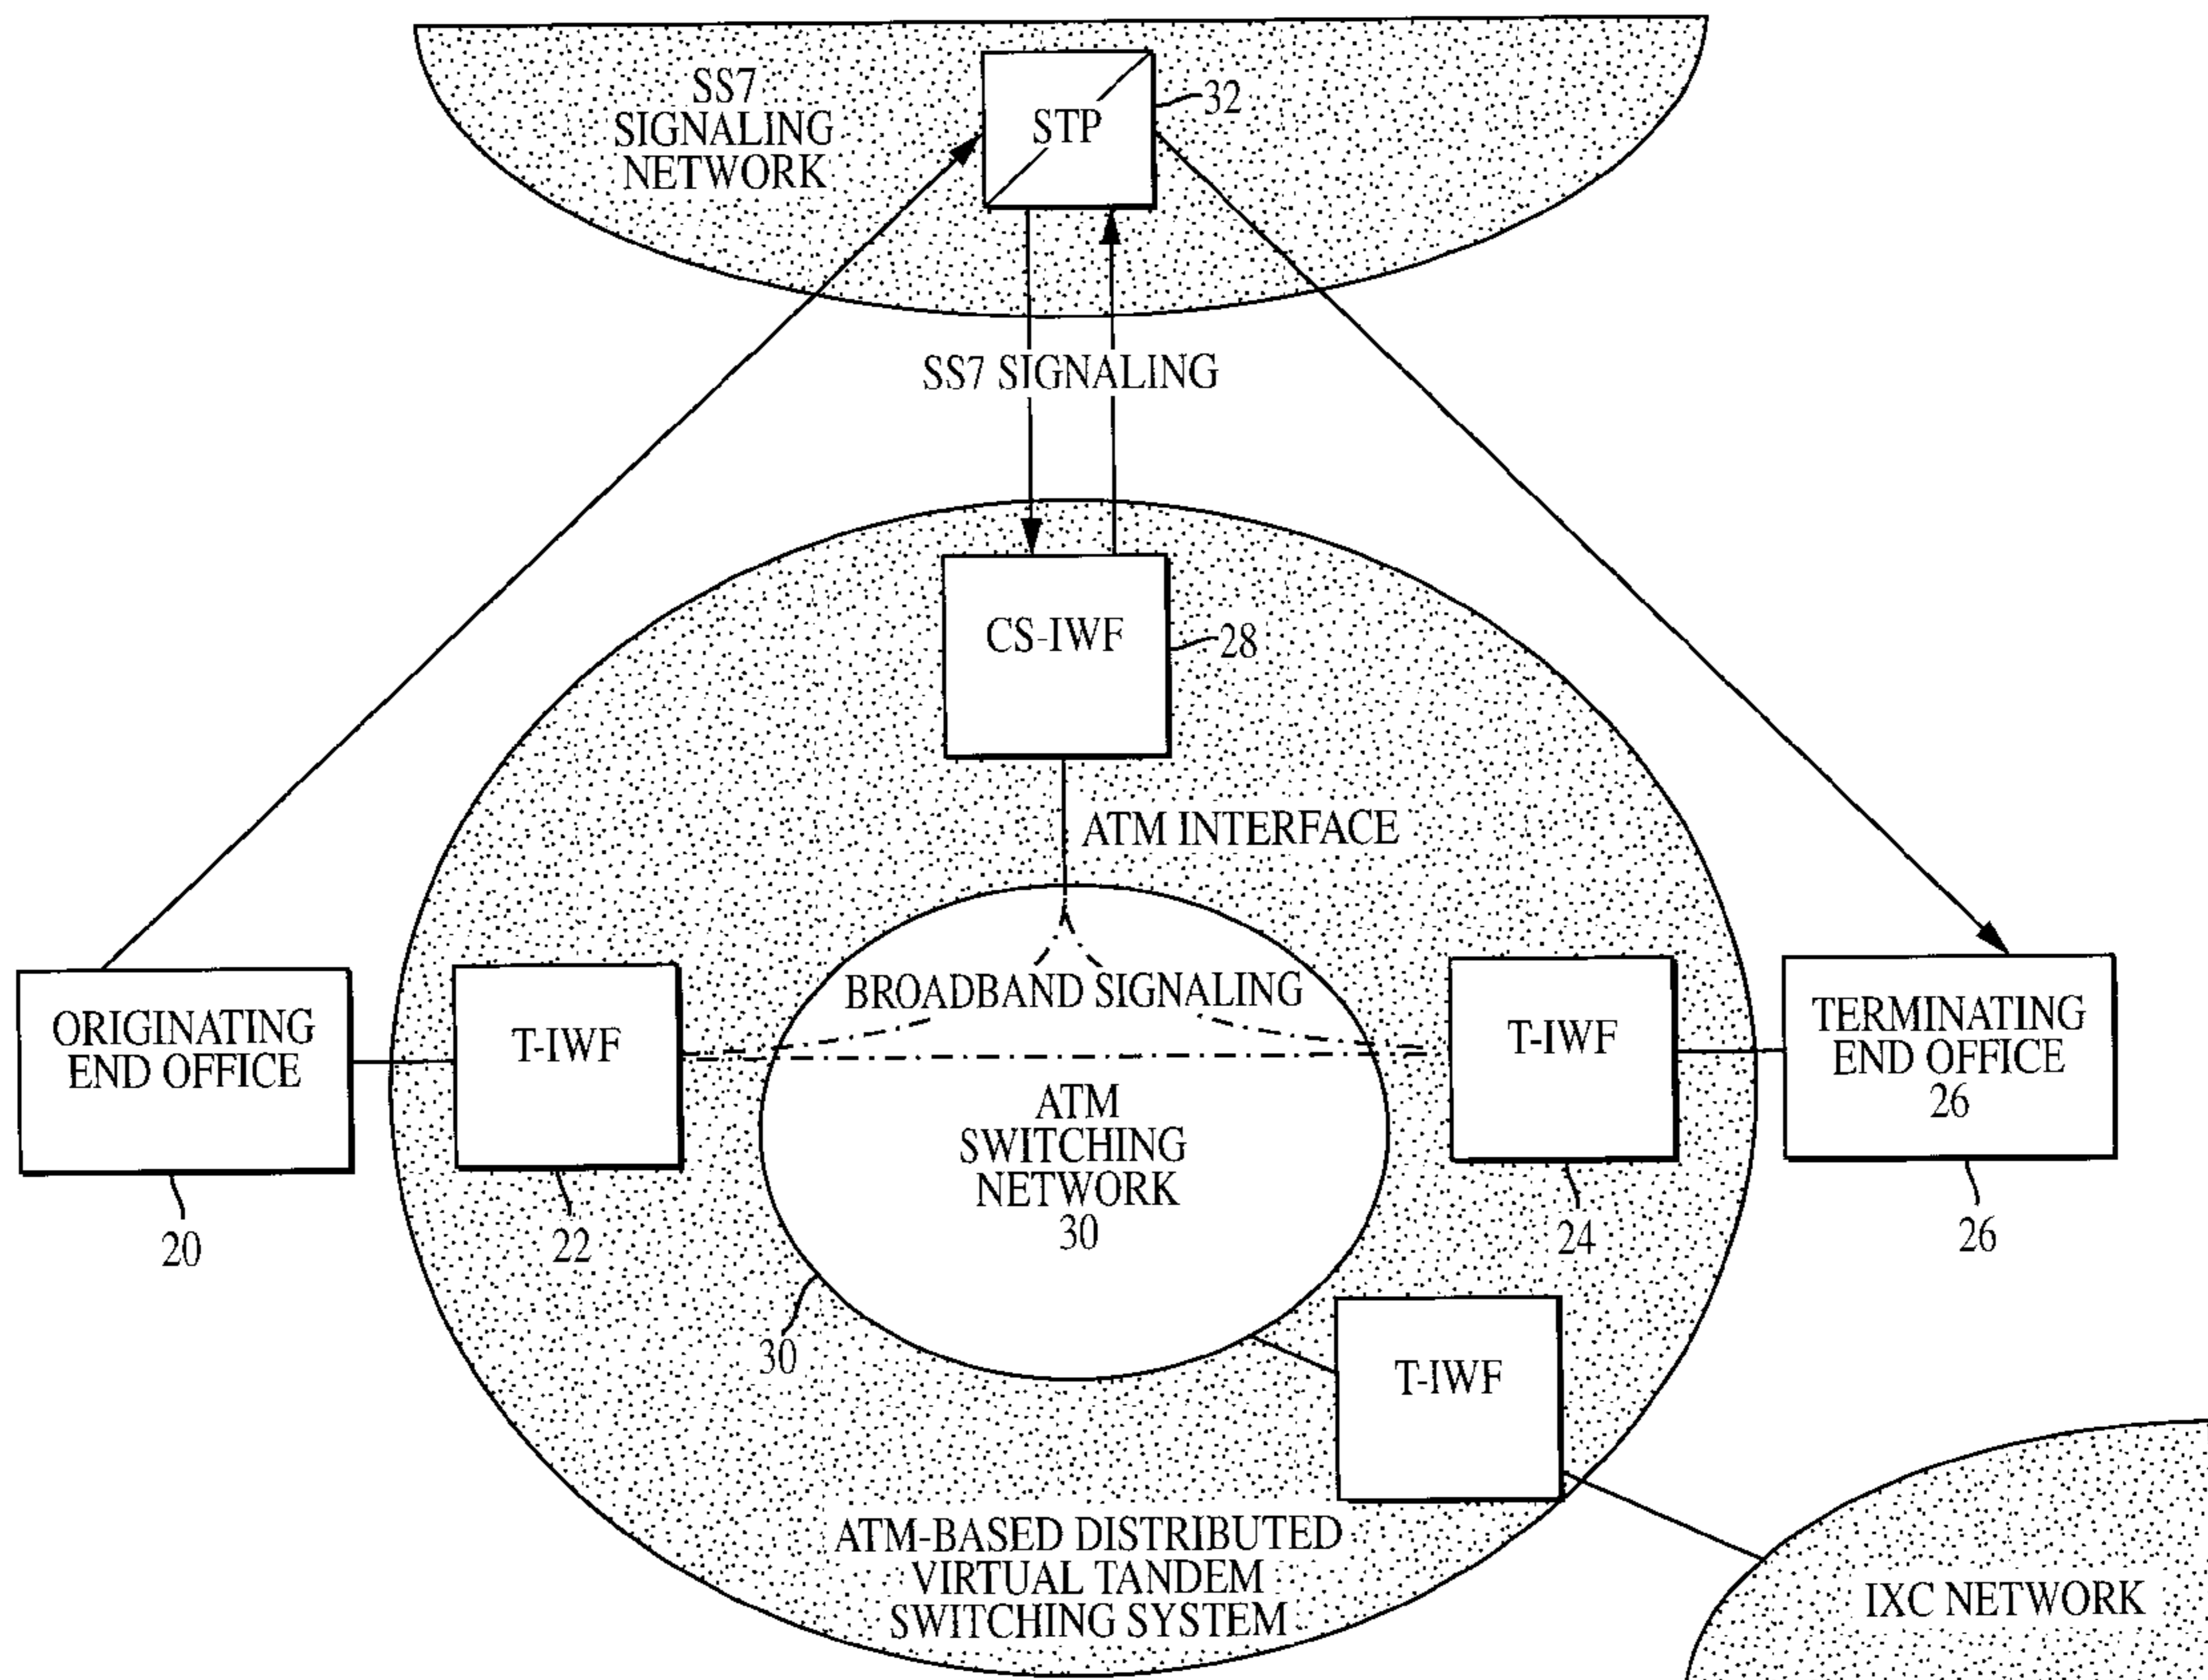 SS7
SIGNALING
NETWORK
STP
32
SS7 SIGNALING
CS-IWF
28
ATM INTERFACE
BROADBAND SIGNALING
ORIGINATING
END OFFICE
20
T-IWF
22
ATM
SWITCHING
NETWORK
30
30
T-IWF
24
TERMINATING
END OFFICE
26
26
T-IWF
ATM-BASED DISTRIBUTED
VIRTUAL TANDEM
SWITCHING SYSTEM
IXC NETWORK